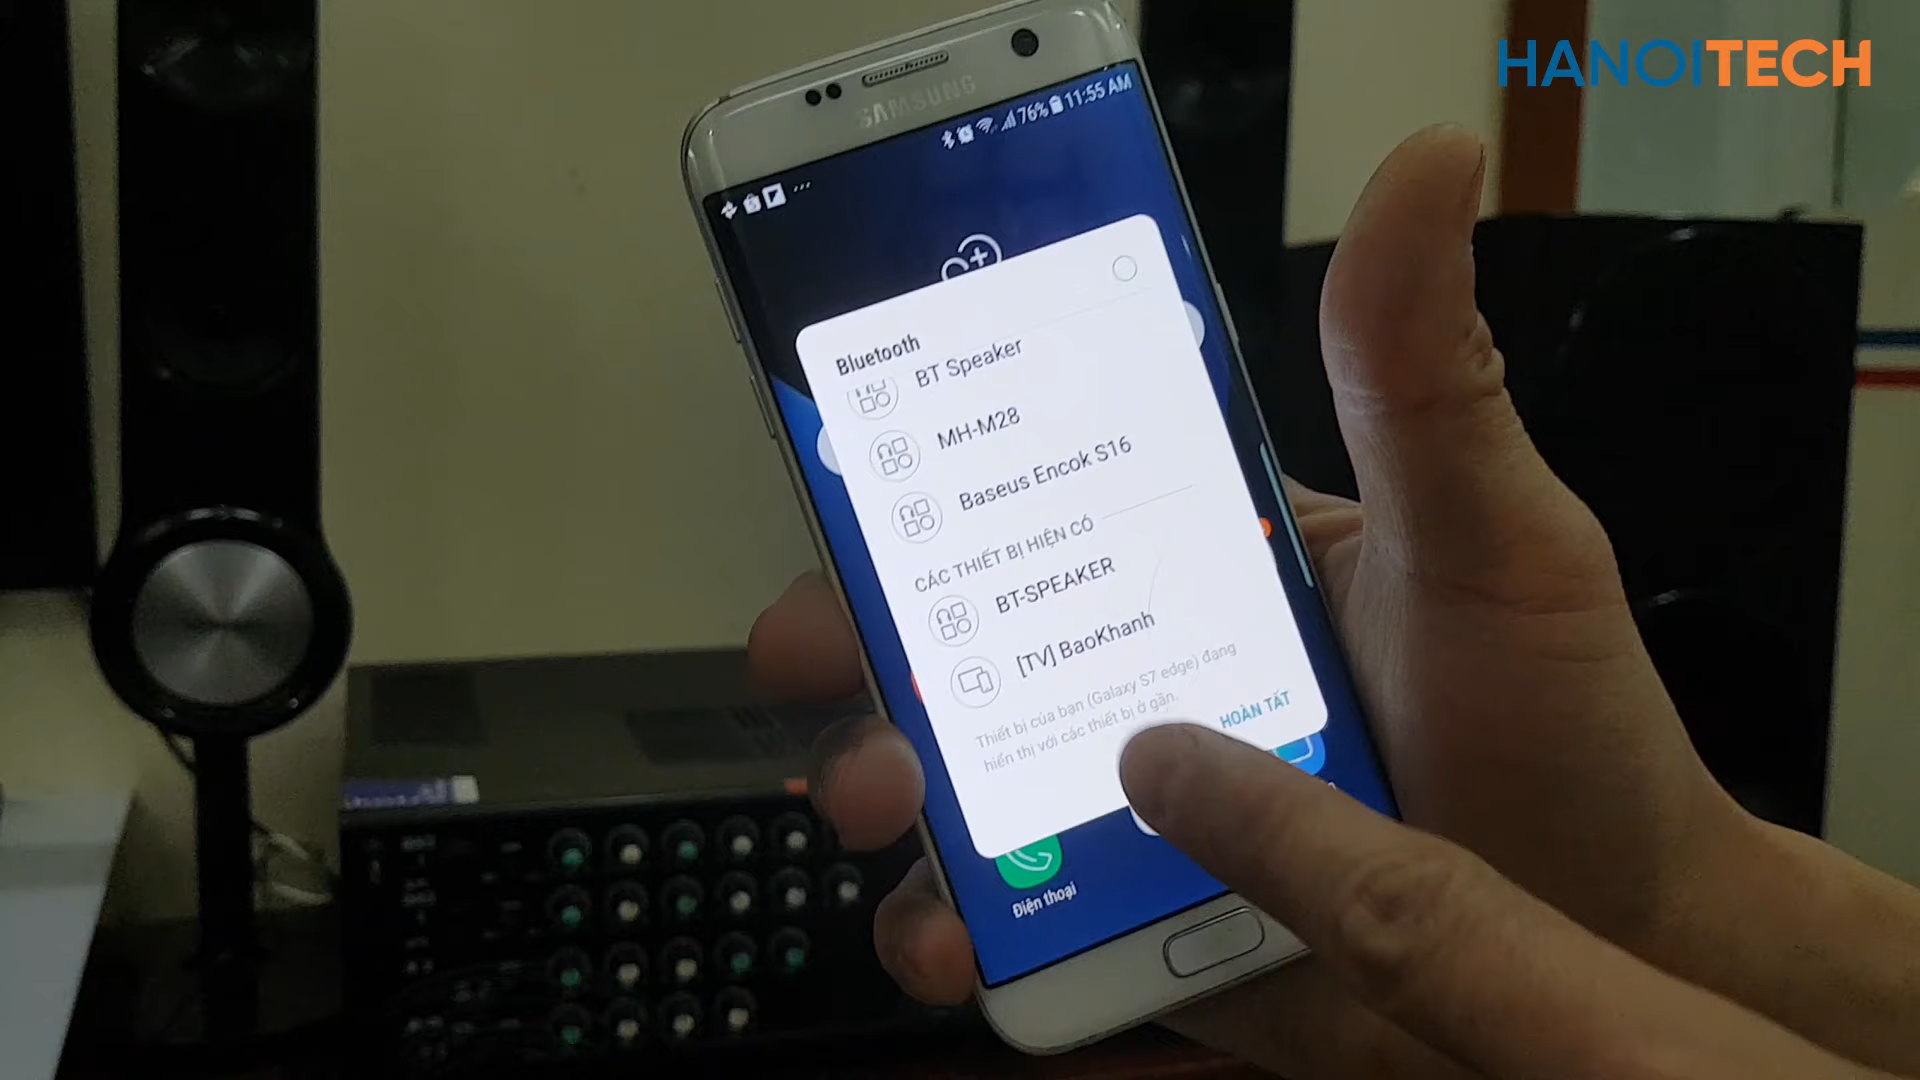 HANOITECH
SAMSUNG
76% 11:55 AM
Bluetooth
BT Speaker
MH-M28
Baseus Encok S16
CÁC THIẾT BỊ HIỆN CÓ
BT-SPEAKER
[TV] BaoKhanh
Thiết bị của bạn (Galaxy S7 edge) đang
hiển thị với các thiết bị ở gần.
HOÀN TẤT
Điện thoại